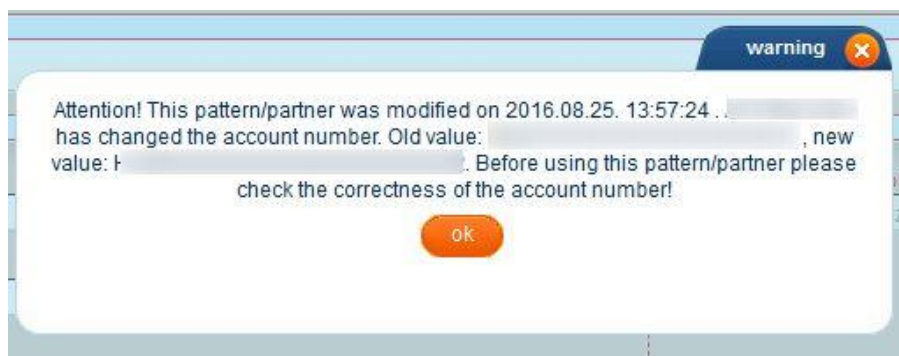 warning
Attention! This pattern/partner was modified on 2016.08.25. 13:57:24 .
has changed the account number. Old value: , new
value: . Before using this pattern/partner please
check the correctness of the account number!
ok